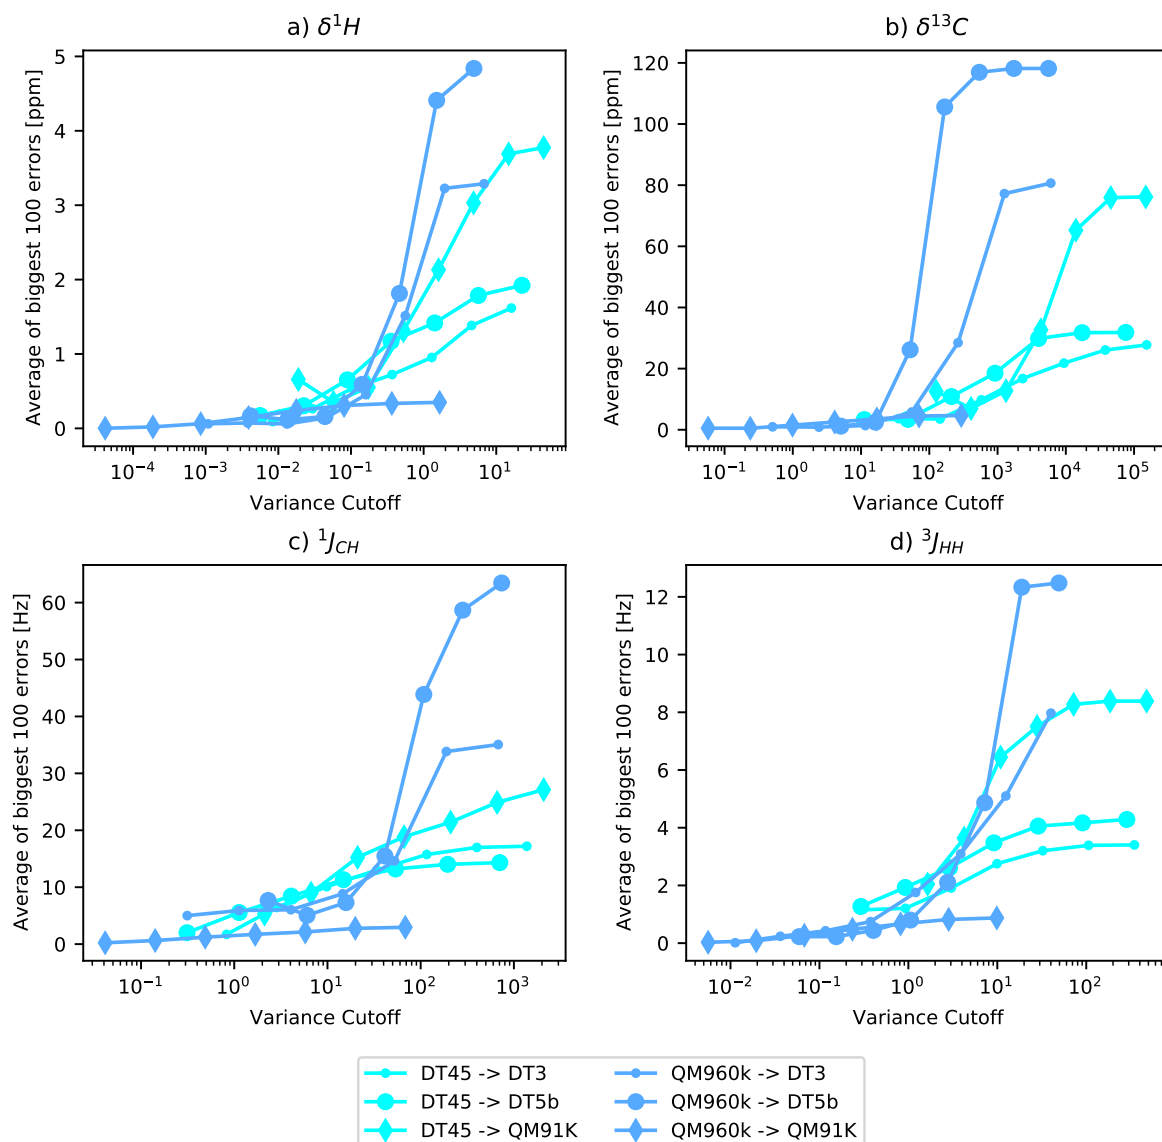 a) δ¹H
Average of biggest 100 errors [ppm]
5
4
3
2
1
0
10⁻⁴ 10⁻³ 10⁻² 10⁻¹ 10⁰ 10¹
Variance Cutoff
b) δ¹³C
Average of biggest 100 errors [ppm]
120
100
80
60
40
20
0
10⁻¹ 10⁰ 10¹ 10² 10³ 10⁴ 10⁵
Variance Cutoff
c) ¹J_CH
Average of biggest 100 errors [Hz]
60
50
40
30
20
10
0
10⁻¹ 10⁰ 10¹ 10² 10³
Variance Cutoff
d) ³J_HH
Average of biggest 100 errors [Hz]
12
10
8
6
4
2
0
10⁻² 10⁻¹ 10⁰ 10¹ 10²
Variance Cutoff
DT45 -> DT3
DT45 -> DT5b
DT45 -> QM91K
QM960k -> DT3
QM960k -> DT5b
QM960k -> QM91K